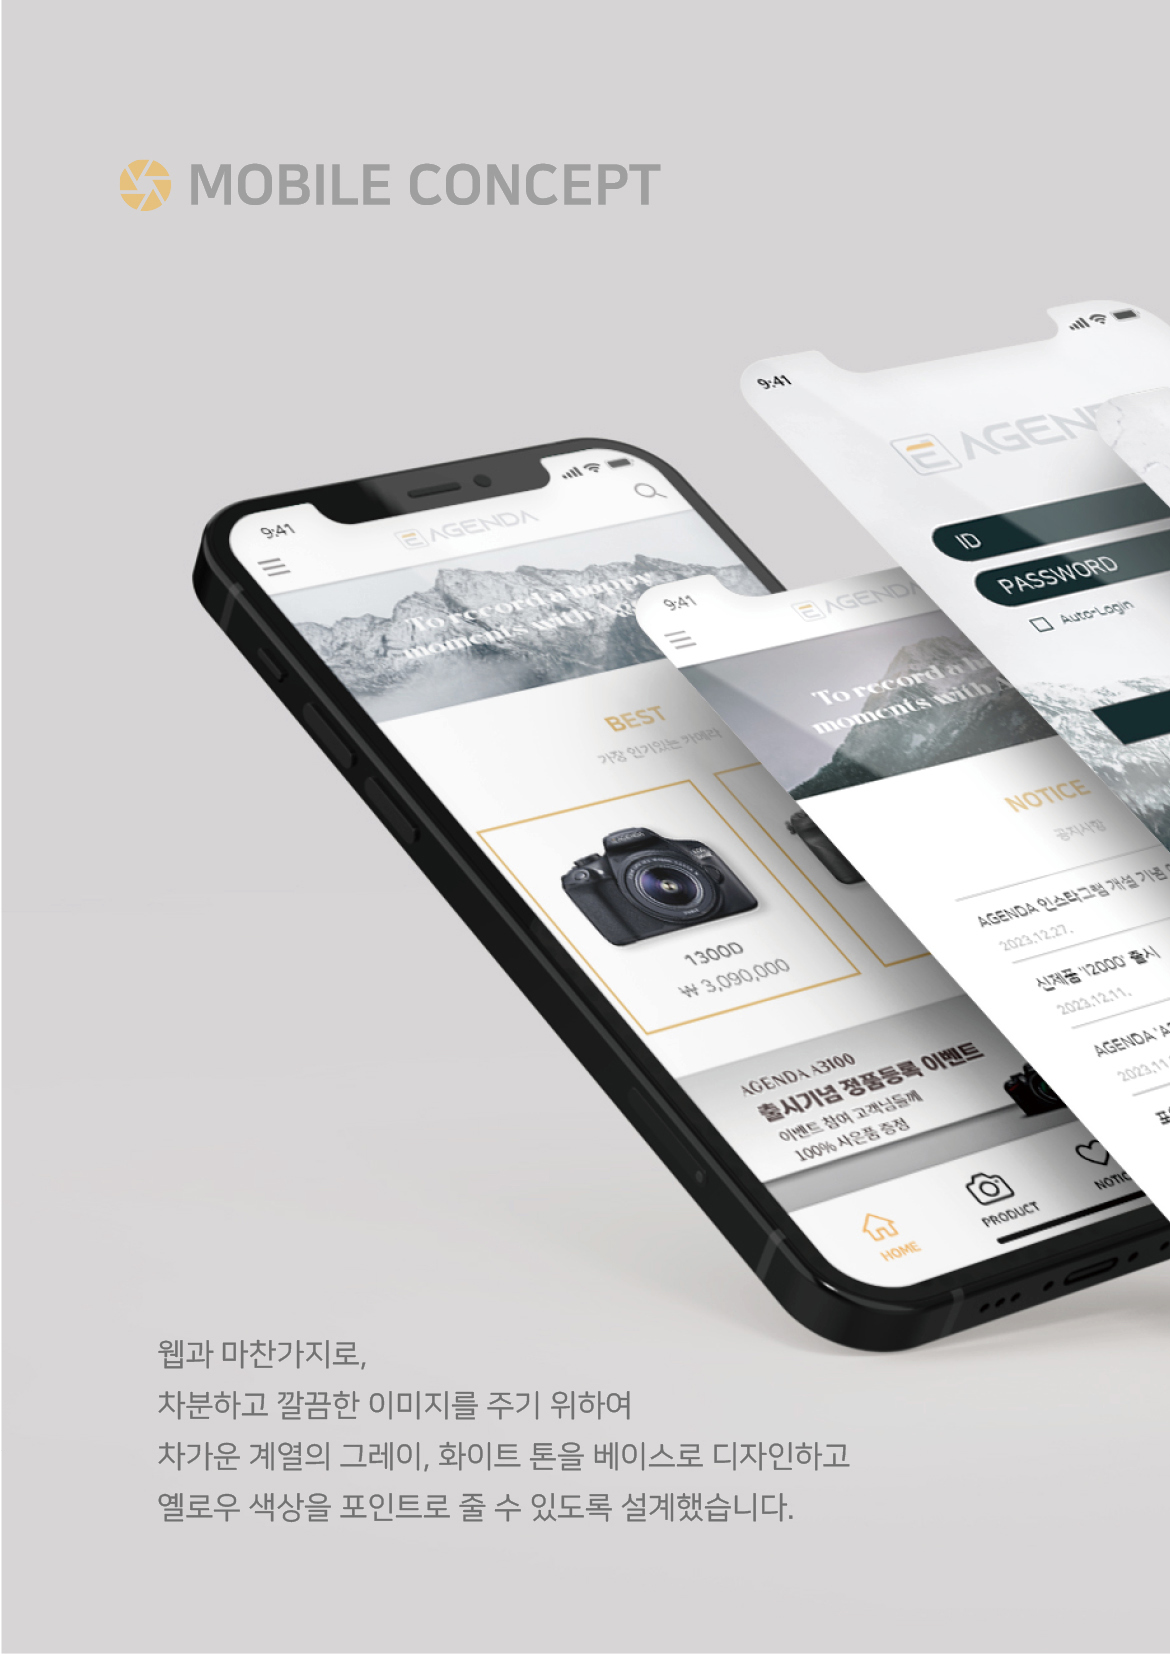 MOBILE CONCEPT
9:41
AGENDA
To record a happy
moments with
BEST
가장 인기있는 카메라
1300D
₩ 3,090,000
AGENDA A3100
출시기념 정품등록 이벤트
이벤트 참여 고객님들께
100% 사은품 증정
HOME
PRODUCT
9:41
AGENDA
To record a
moments with
NOTICE
공지사항
AGENDA 인스타그램 개설 기념
2023.12.27.
신제품 'i2000' 출시
2023.12.11.
AGENDA
2023.11
9:41
ID
PASSWORD
Auto-Login
웹과 마찬가지로,
차분하고 깔끔한 이미지를 주기 위하여
차가운 계열의 그레이, 화이트 톤을 베이스로 디자인하고
옐로우 색상을 포인트로 줄 수 있도록 설계했습니다.